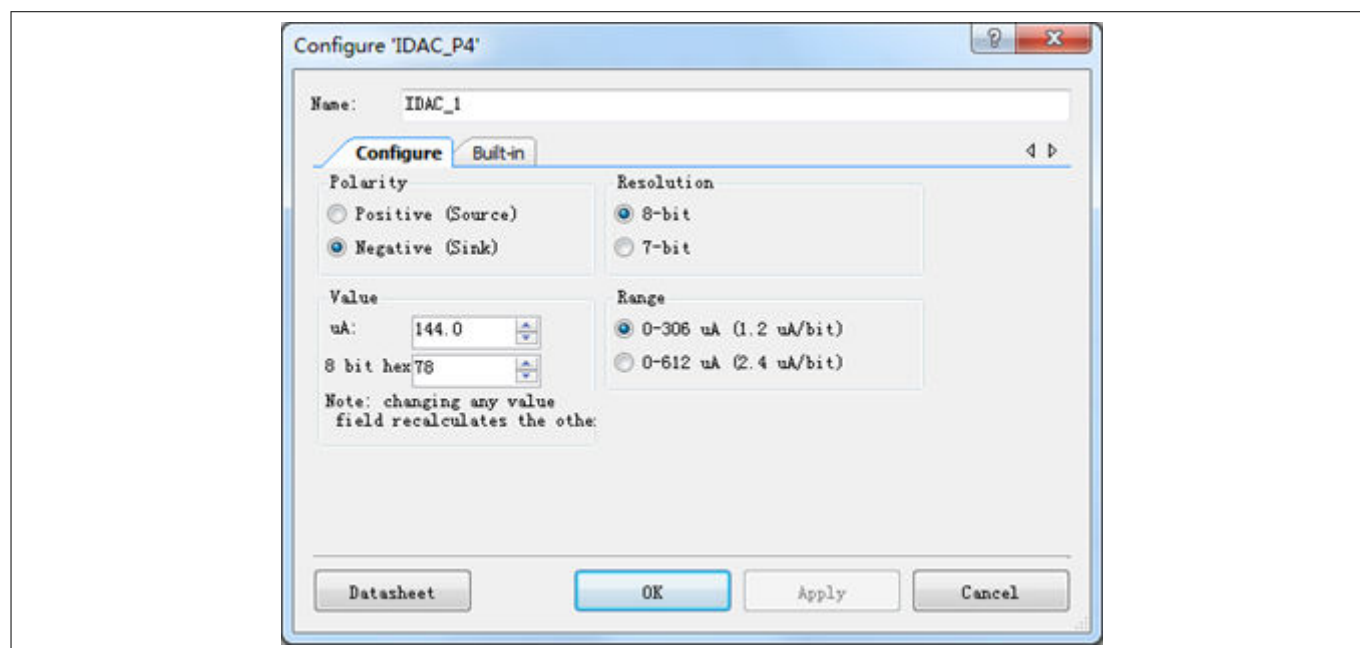 Configure 'IDAC_P4'
Name: IDAC_1
Configure Built-in
Polarity
Positive (Source)
Negative (Sink)
Resolution
8-bit
7-bit
Value
uA: 144.0
8 bit hex 78
Note: changing any value
field recalculates the othe
Range
0-306 uA (1.2 uA/bit)
0-612 uA (2.4 uA/bit)
Datasheet OK Apply Cancel